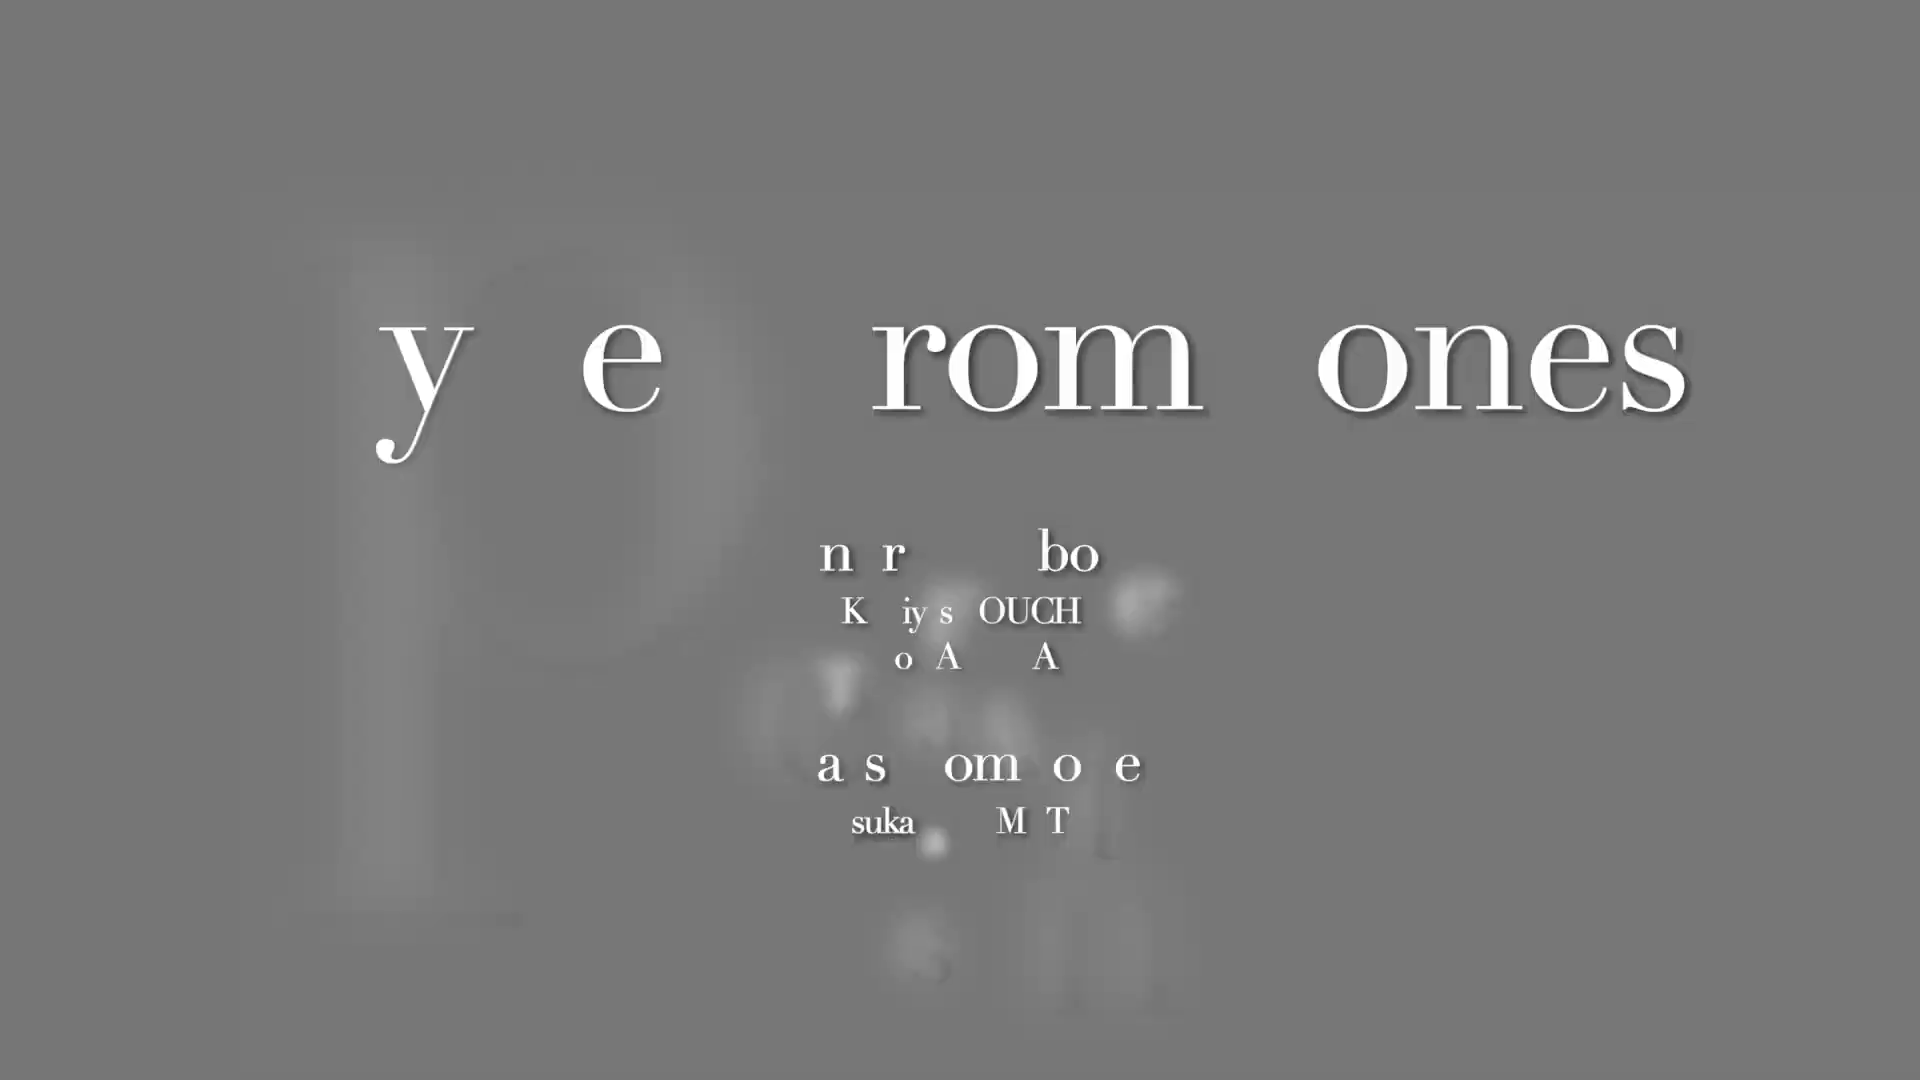 y e rom ones
n r bo
K iy s OUCH
o A A
a s om o e
suka M T